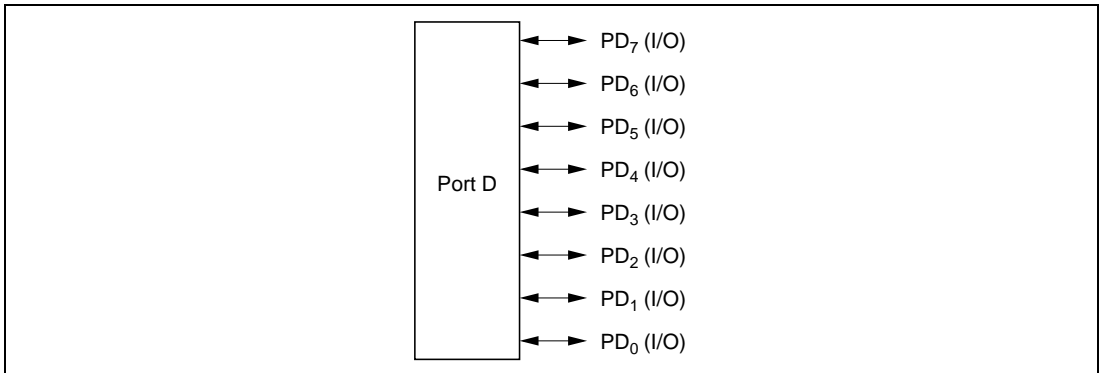 PD₇ (I/O)
PD₆ (I/O)
PD₅ (I/O)
PD₄ (I/O)
Port D
PD₃ (I/O)
PD₂ (I/O)
PD₁ (I/O)
PD₀ (I/O)